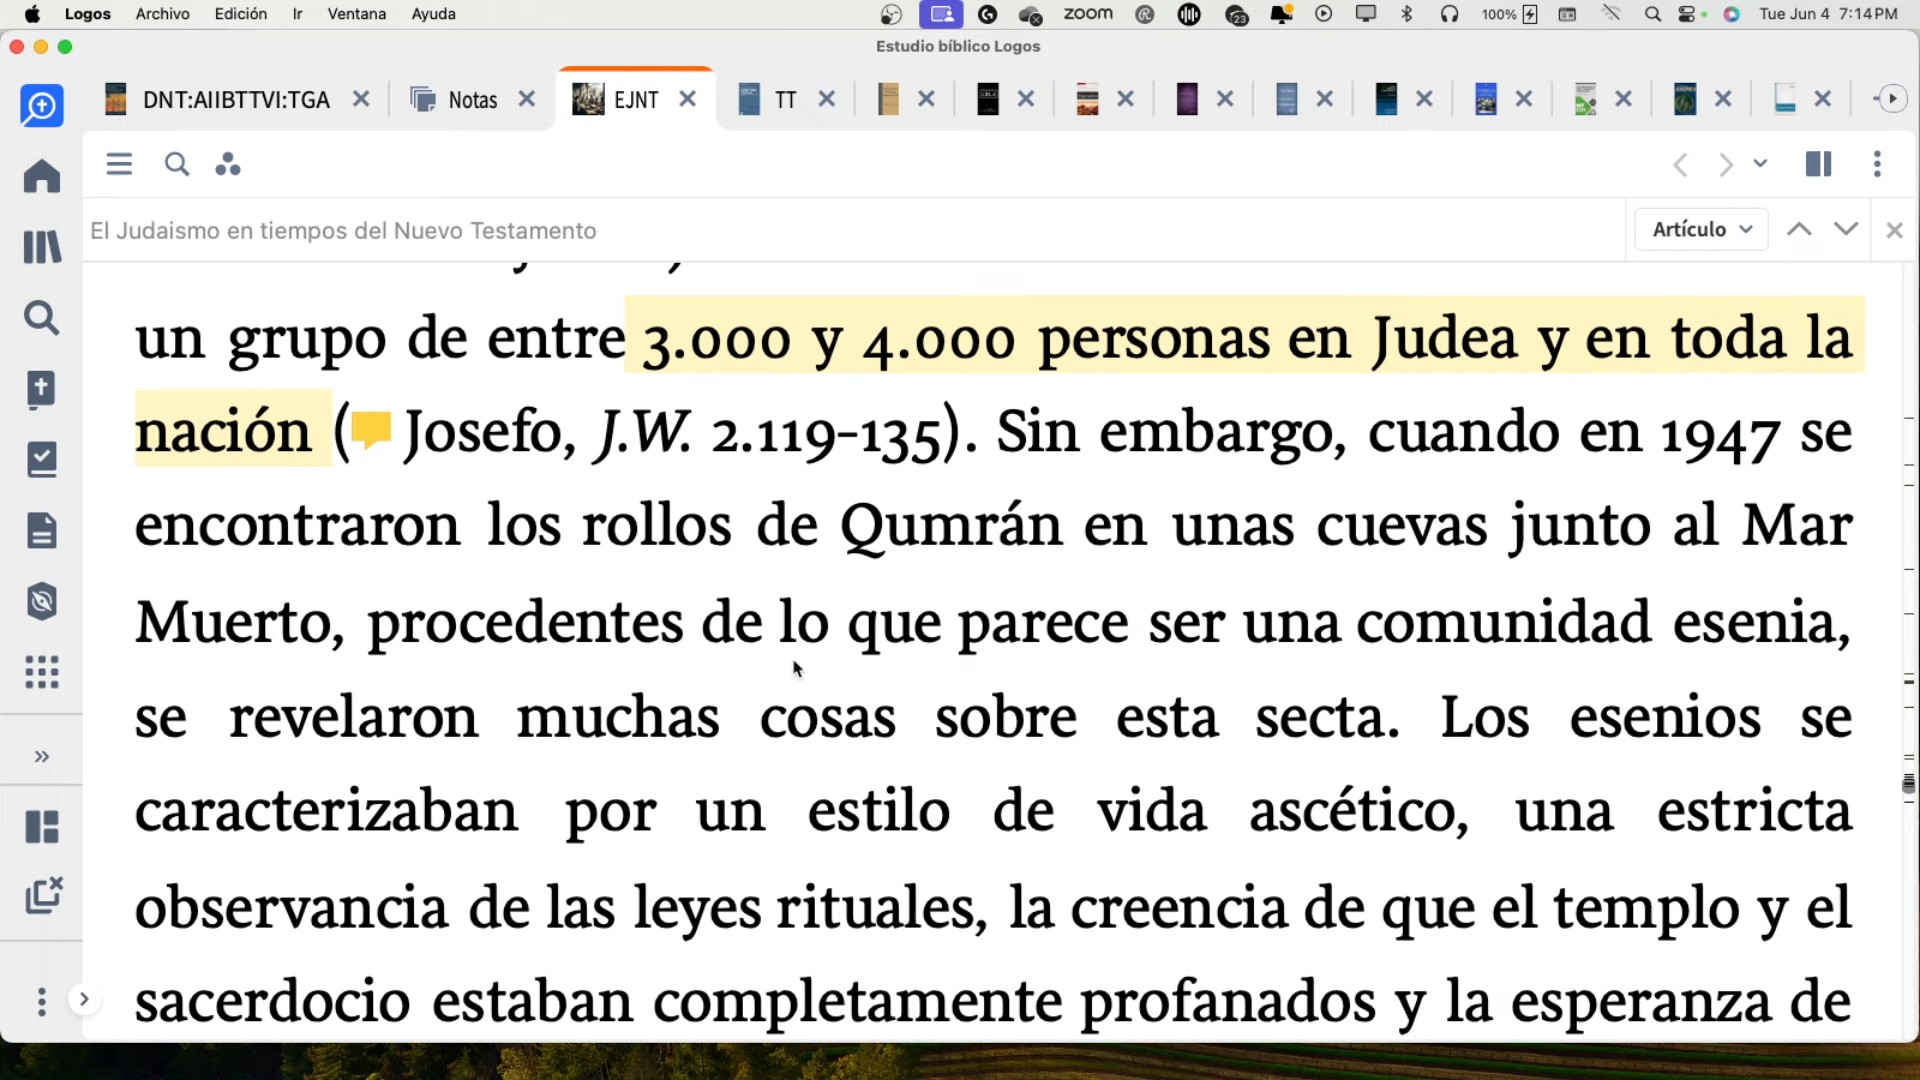 Logos Archivo Edición Ir Ventana Ayuda zoom 23 100% Tue Jun 4 7:14 PM
Estudio bíblico Logos
DNT:AIIBTTVI:TGA Notas EJNT TT
El Judaismo en tiempos del Nuevo Testamento Artículo
un grupo de entre 3.000 y 4.000 personas en Judea y en toda la
nación ( Josefo, J.W. 2.119-135). Sin embargo, cuando en 1947 se
encontraron los rollos de Qumrán en unas cuevas junto al Mar
Muerto, procedentes de lo que parece ser una comunidad esenia,
se revelaron muchas cosas sobre esta secta. Los esenios se
caracterizaban por un estilo de vida ascético, una estricta
observancia de las leyes rituales, la creencia de que el templo y el
sacerdocio estaban completamente profanados y la esperanza de